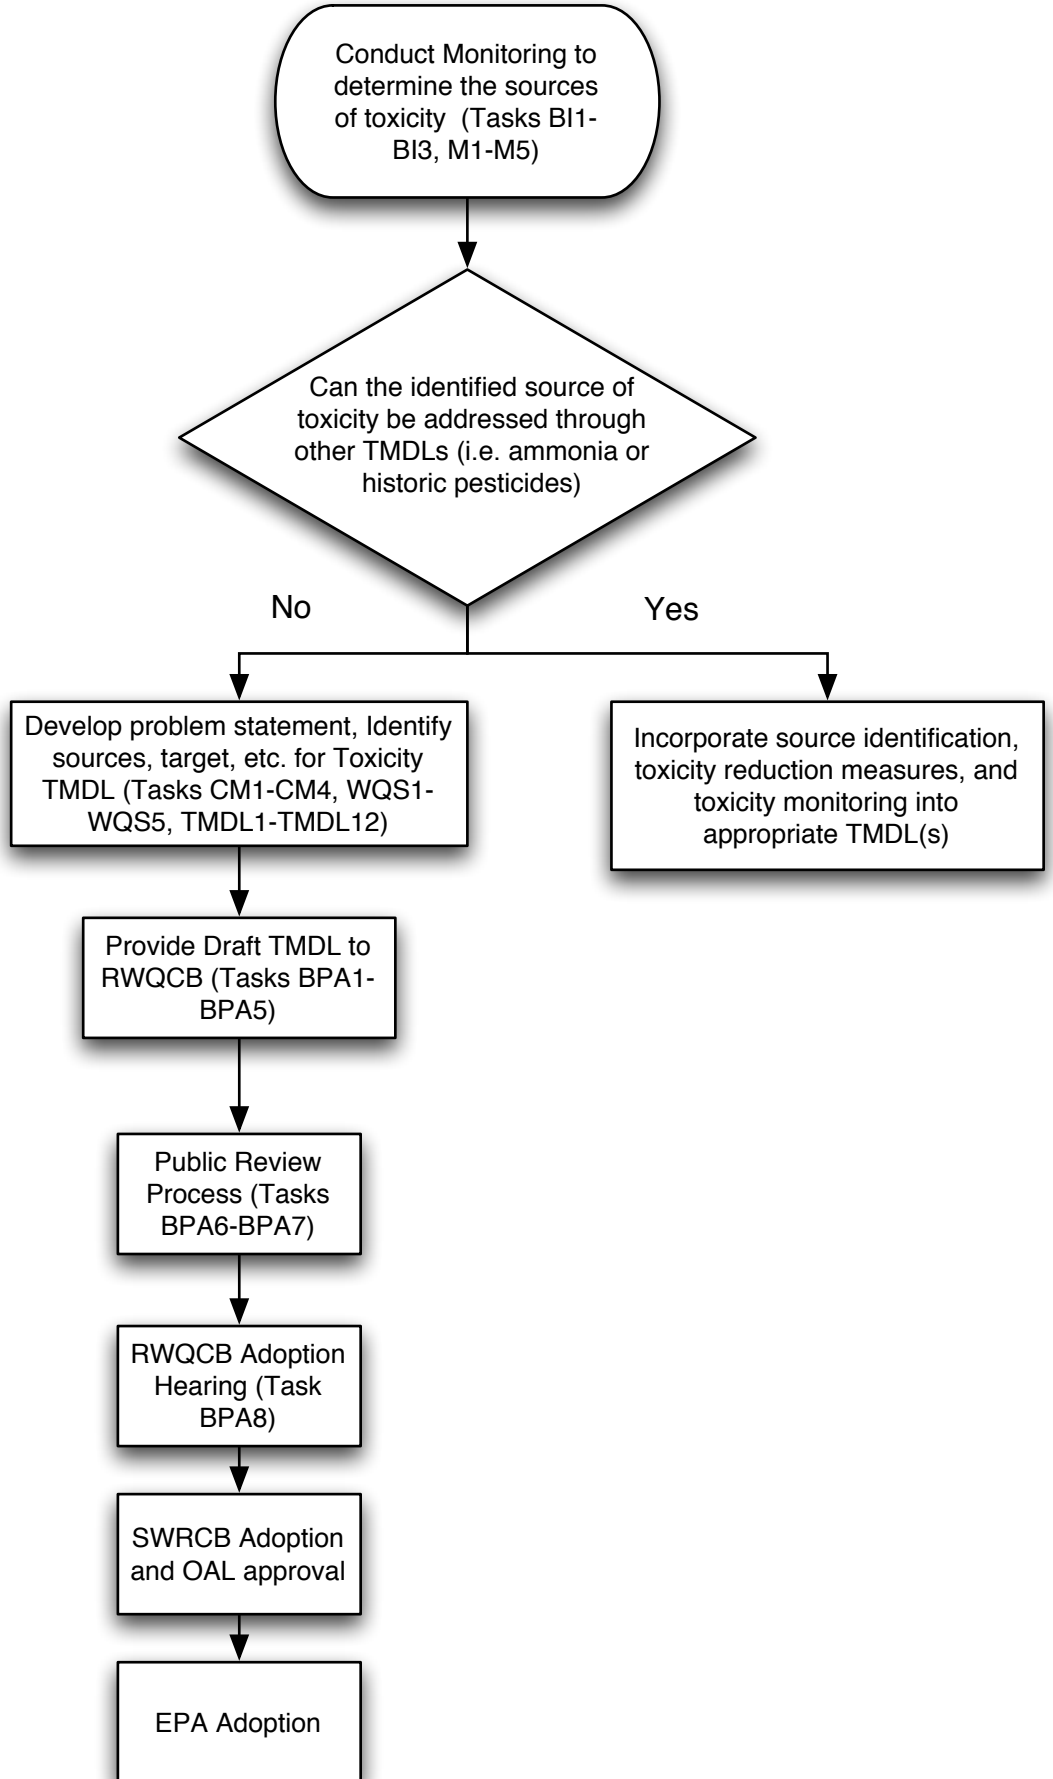 Conduct Monitoring to
determine the sources
of toxicity (Tasks BI1-
BI3, M1-M5)
Can the identified source of
toxicity be addressed through
other TMDLs (i.e. ammonia or
historic pesticides)
No
Yes
Develop problem statement, Identify
sources, target, etc. for Toxicity
TMDL (Tasks CM1-CM4, WQS1-
WQS5, TMDL1-TMDL12)
Incorporate source identification,
toxicity reduction measures, and
toxicity monitoring into
appropriate TMDL(s)
Provide Draft TMDL to
RWQCB (Tasks BPA1-
BPA5)
Public Review
Process (Tasks
BPA6-BPA7)
RWQCB Adoption
Hearing (Task
BPA8)
SWRCB Adoption
and OAL approval
EPA Adoption